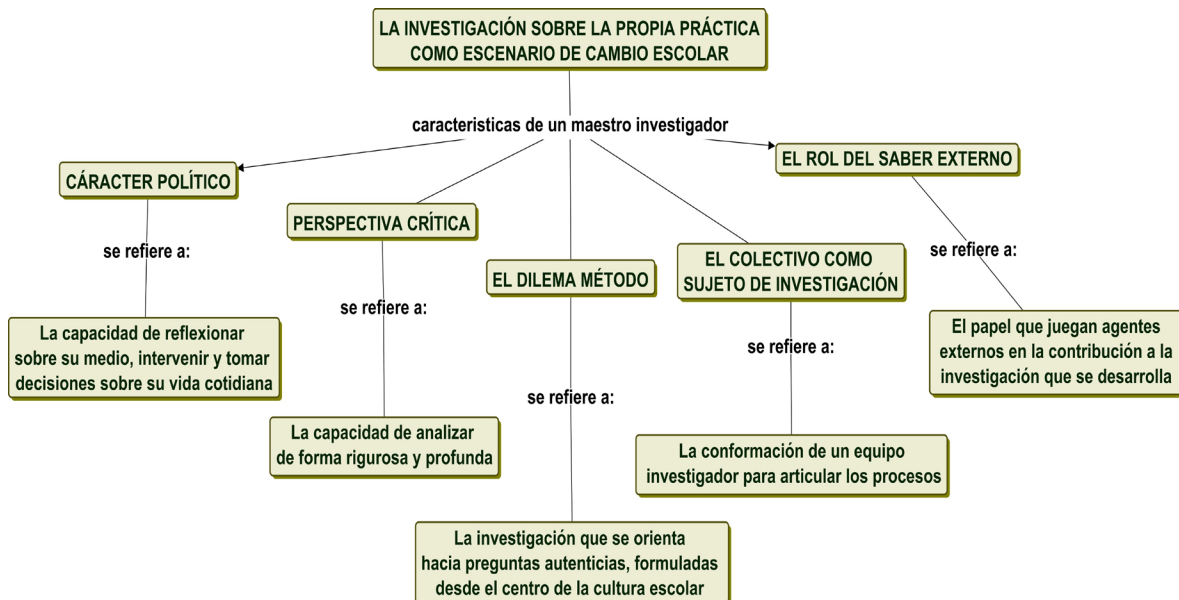 LA INVESTIGACIÓN SOBRE LA PROPIA PRÁCTICA
COMO ESCENARIO DE CAMBIO ESCOLAR
caracteristicas de un maestro investigador
CÁRACTER POLÍTICO
se refiere a:
La capacidad de reflexionar
sobre su medio, intervenir y tomar
decisiones sobre su vida cotidiana
PERSPECTIVA CRÍTICA
se refiere a:
La capacidad de analizar
de forma rigurosa y profunda
EL DILEMA MÉTODO
se refiere a:
La investigación que se orienta
hacia preguntas autenticias, formuladas
desde el centro de la cultura escolar
EL COLECTIVO COMO
SUJETO DE INVESTIGACIÓN
se refiere a:
La conformación de un equipo
investigador para articular los procesos
EL ROL DEL SABER EXTERNO
se refiere a:
El papel que juegan agentes
externos en la contribución a la
investigación que se desarrolla